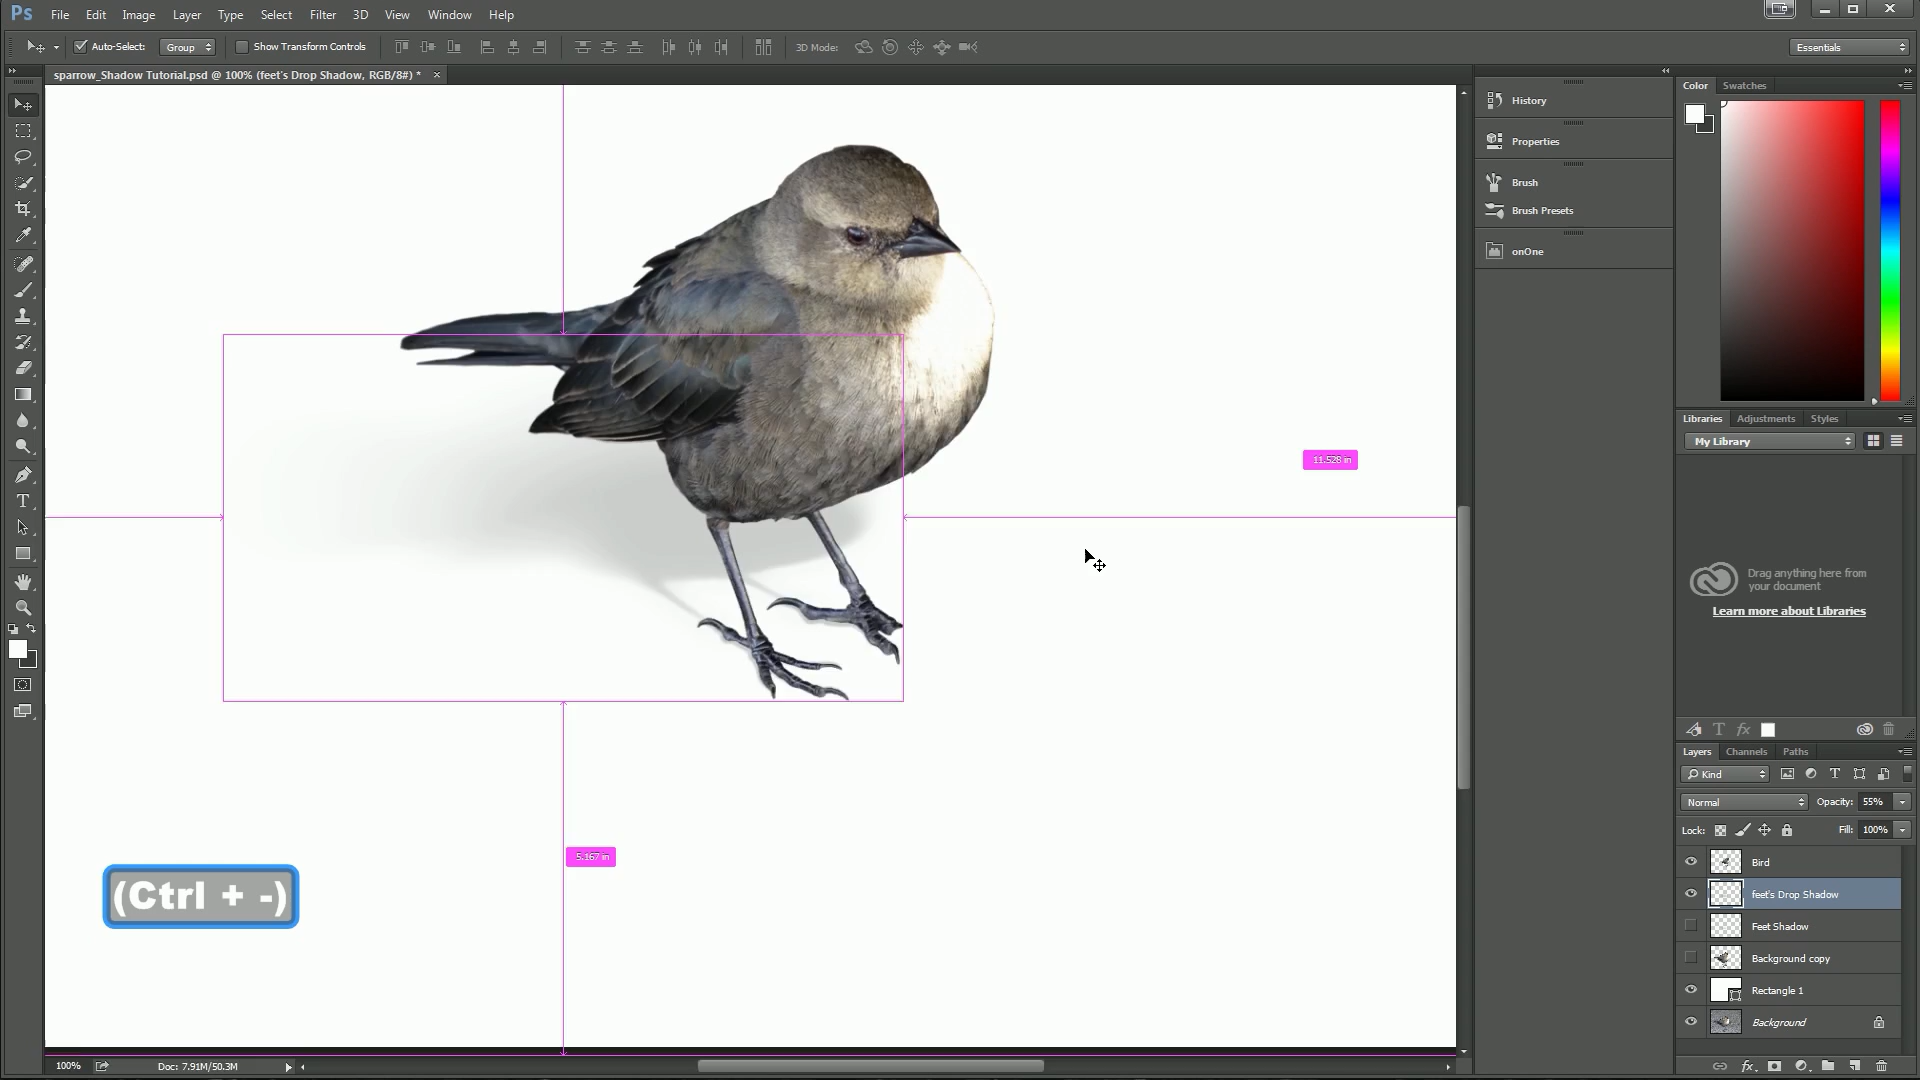 Ps File Edit Image Layer Type Select Filter 3D View Window Help
Auto-Select: Group Show Transform Controls 3D Mode: Essentials
sparrow_Shadow Tutorial.psd @ 100% (feet's Drop Shadow, RGB/8#) *
History
Properties
Brush
Brush Presets
onOne
Color Swatches
Libraries Adjustments Styles
My Library
Drag anything here from
your document
Learn more about Libraries
11.528 in
5.167 in
(Ctrl + -)
Layers Channels Paths
Kind
Normal Opacity: 55%
Lock: Fill: 100%
Bird
feet's Drop Shadow
Feet Shadow
Background copy
Rectangle 1
Background
100% Doc: 7.91M/50.3M